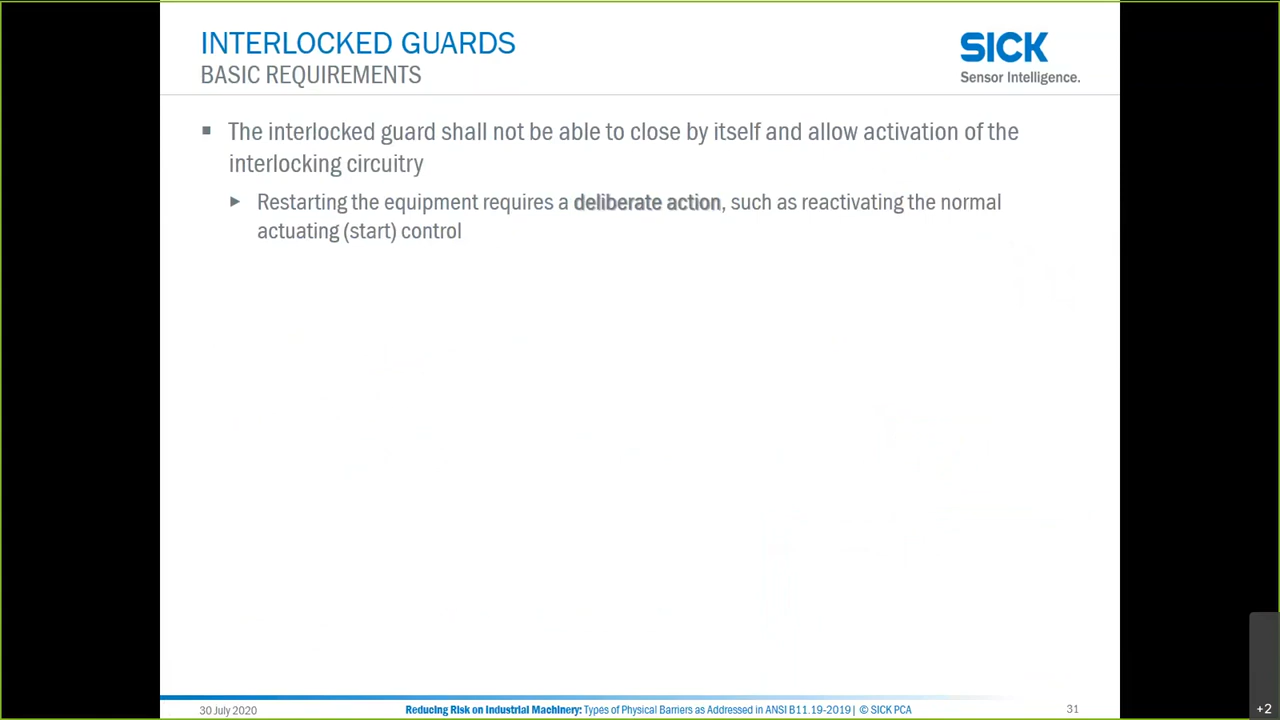 INTERLOCKED GUARDS
BASIC REQUIREMENTS
SICK
Sensor Intelligence.
■ The interlocked guard shall not be able to close by itself and allow activation of the
interlocking circuitry
► Restarting the equipment requires a deliberate action, such as reactivating the normal
actuating (start) control
30 July 2020
Reducing Risk on Industrial Machinery: Types of Physical Barriers as Addressed in ANSI B11.19-2019| © SICK PCA
31
+2